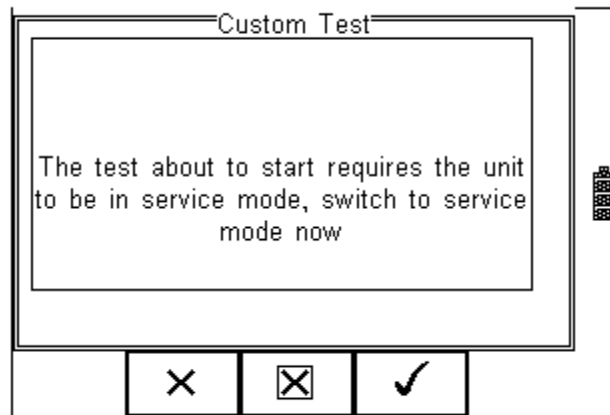 Custom Test
The test about to start requires the unit
to be in service mode, switch to service
mode now